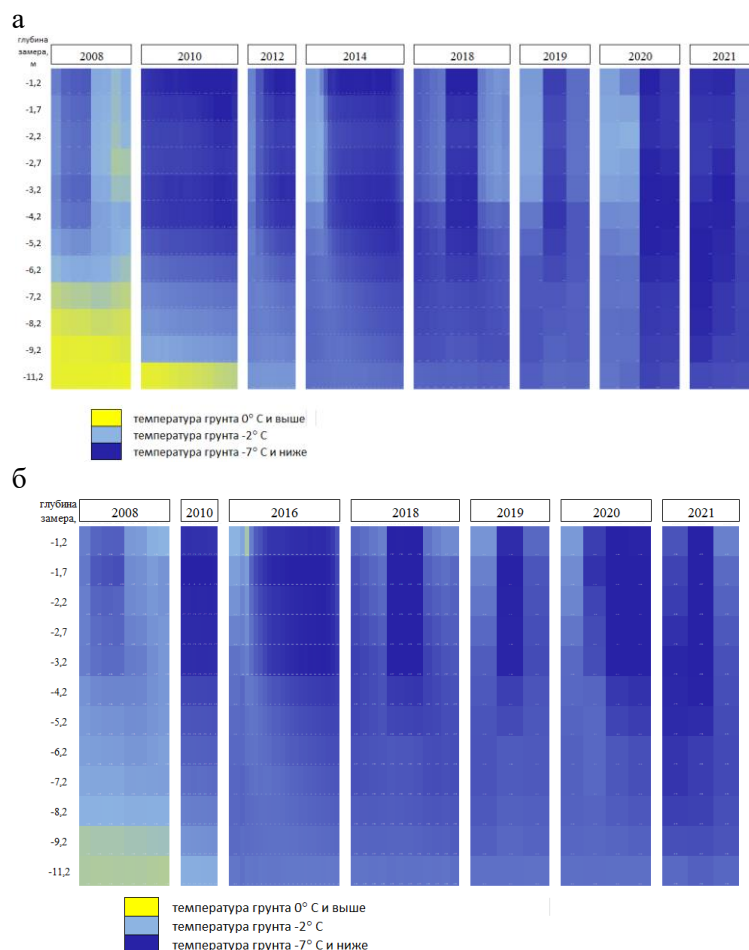 а
глубина
замера,
м
2008 2010 2012 2014 2018 2019 2020 2021
-1,2
-1,7
-2,2
-2,7
-3,2
-4,2
-5,2
-6,2
-7,2
-8,2
-9,2
-11,2
температура грунта 0° С и выше
температура грунта -2° С
температура грунта -7° С и ниже
б
глубина
замера,
2008 2010 2016 2018 2019 2020 2021
-1,2
-1,7
-2,2
-2,7
-3,2
-4,2
-5,2
-6,2
-7,2
-8,2
-9,2
-11,2
температура грунта 0° С и выше
температура грунта -2° С
температура грунта -7° С и ниже